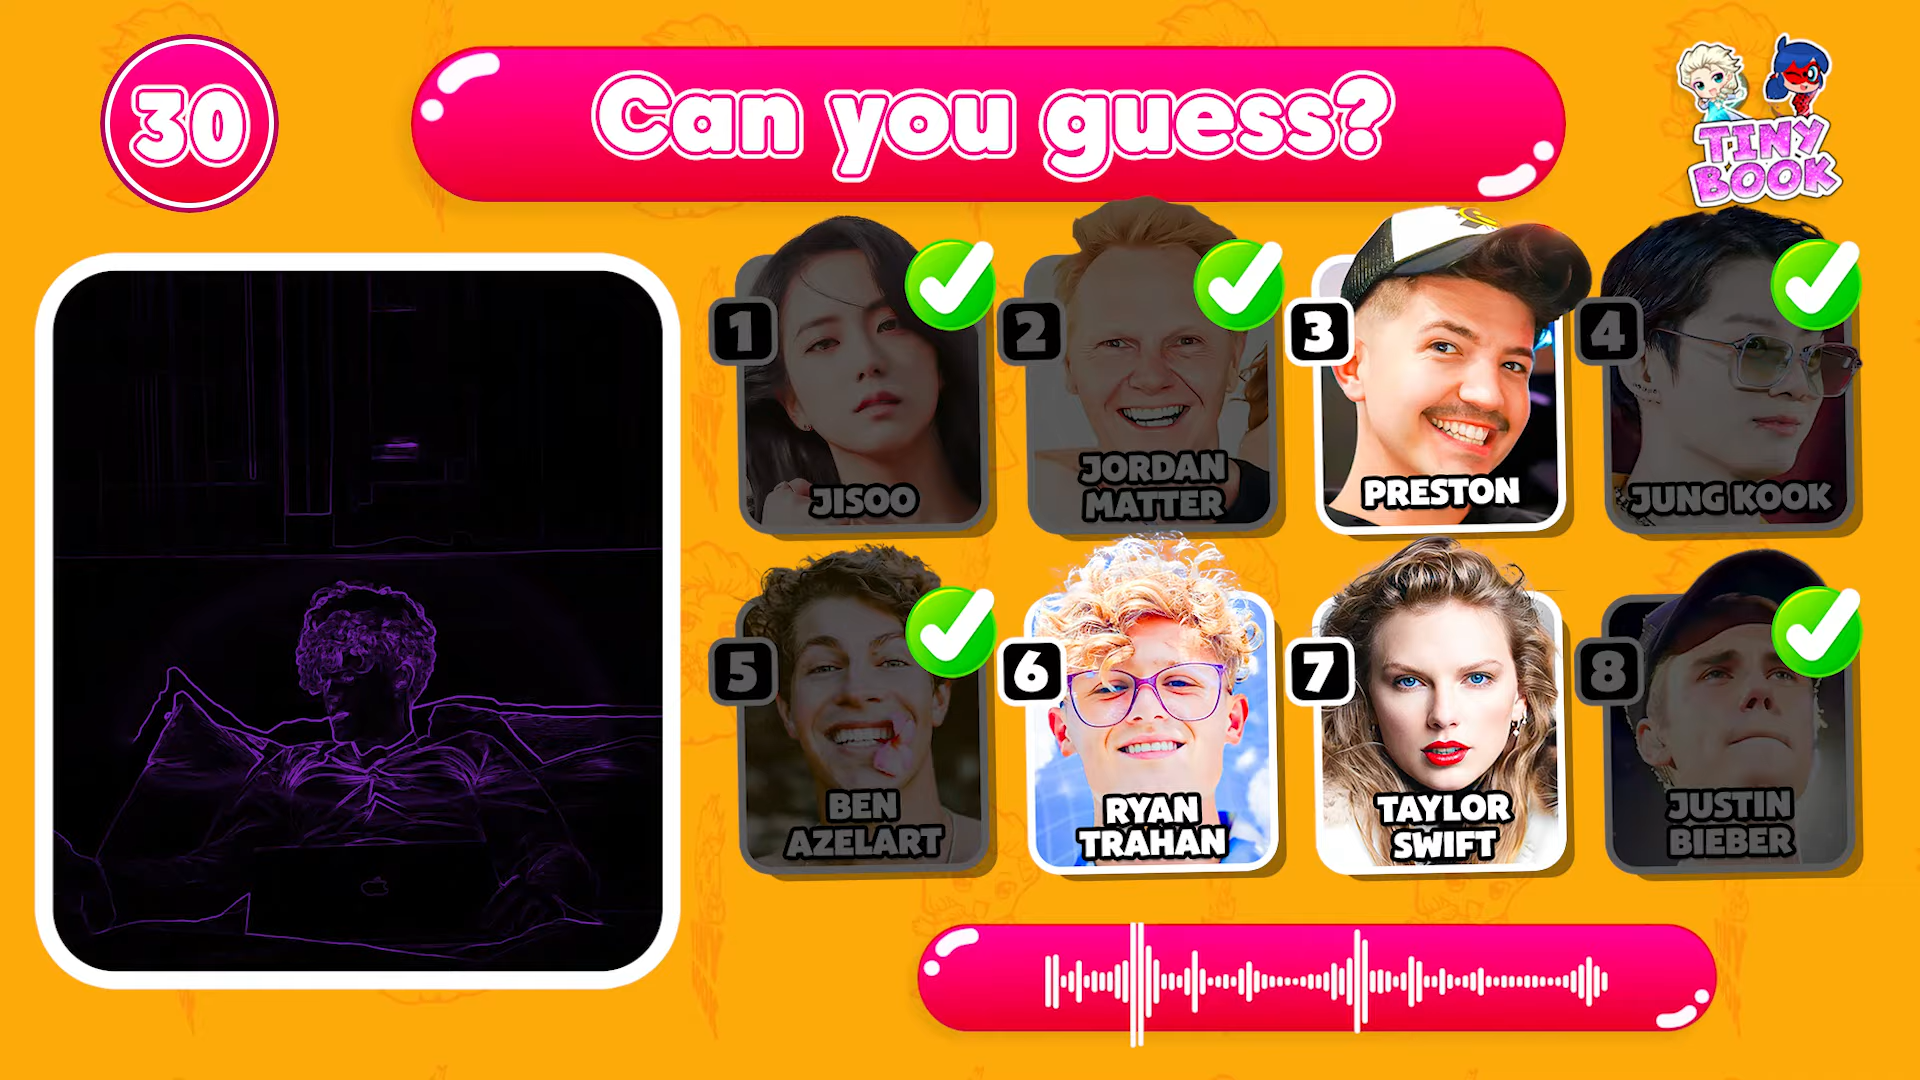 30
Can you guess?
TINY
BOOK
1
JISOO
2
JORDAN
MATTER
3
PRESTON
4
JUNG KOOK
5
BEN
AZELART
6
RYAN
TRAHAN
7
TAYLOR
SWIFT
8
JUSTIN
BIEBER